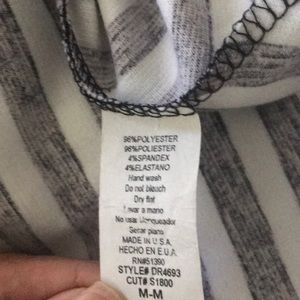 96%POLYESTER
96%POLIESTER
4%SPANDEX
4%ELASTANO
Hand wash
Do not bleach
Dry flat
Lavar a mano
No usar blanqueador
Secar plano
MADE IN U.S.A.
HECHO EN E.U.A.
RN#51390
STYLE# DR4693
CUT# S1800
M-M